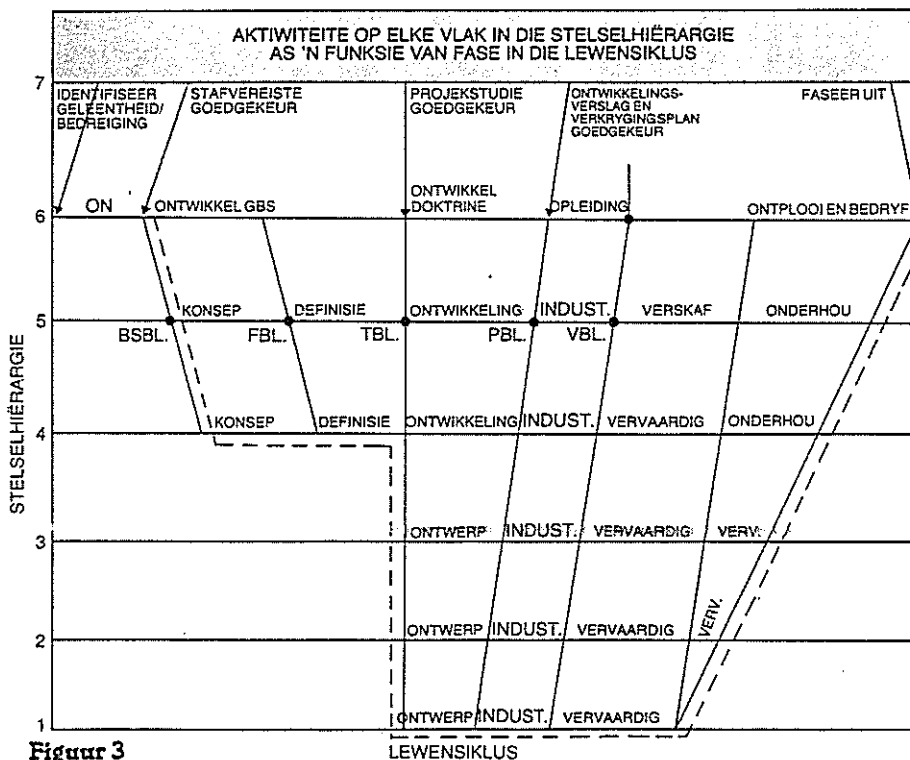 AKTIWITEITE OP ELKE VLAK IN DIE STELSELHIËRARGIE
AS 'N FUNKSIE VAN FASE IN DIE LEWENSIKLUS
7
IDENTIFISEER
GELEENTHEID/
BEDREIGING
STAFVEREISTE
GOEDGEKEUR
PROJEKSTUDIE
GOEDGEKEUR
ONTWIKKELINGS-
VERSLAG EN
VERKRYGINGSPLAN
GOEDGEKEUR
FASEER UIT
6
ON
ONTWIKKEL GBS
ONTWIKKEL
DOKTRINE
OPLEIDING
ONTPLOOI EN BEDRYF
5
KONSEP
DEFINISIE
ONTWIKKELING
INDUST.
VERSKAF
ONDERHOU
BSBL.
FBL.
TBL.
PBL.
VBL.
4
KONSEP
DEFINISIE
ONTWIKKELING
INDUST.
VERVAARDIG
ONDERHOU
3
ONTWERP
INDUST.
VERVAARDIG
VERV.
2
ONTWERP
INDUST.
VERVAARDIG
VERV.
1
ONTWERP
INDUST.
VERVAARDIG
STELSELHIËRARGIE
LEWENSIKLUS
Figuur 3